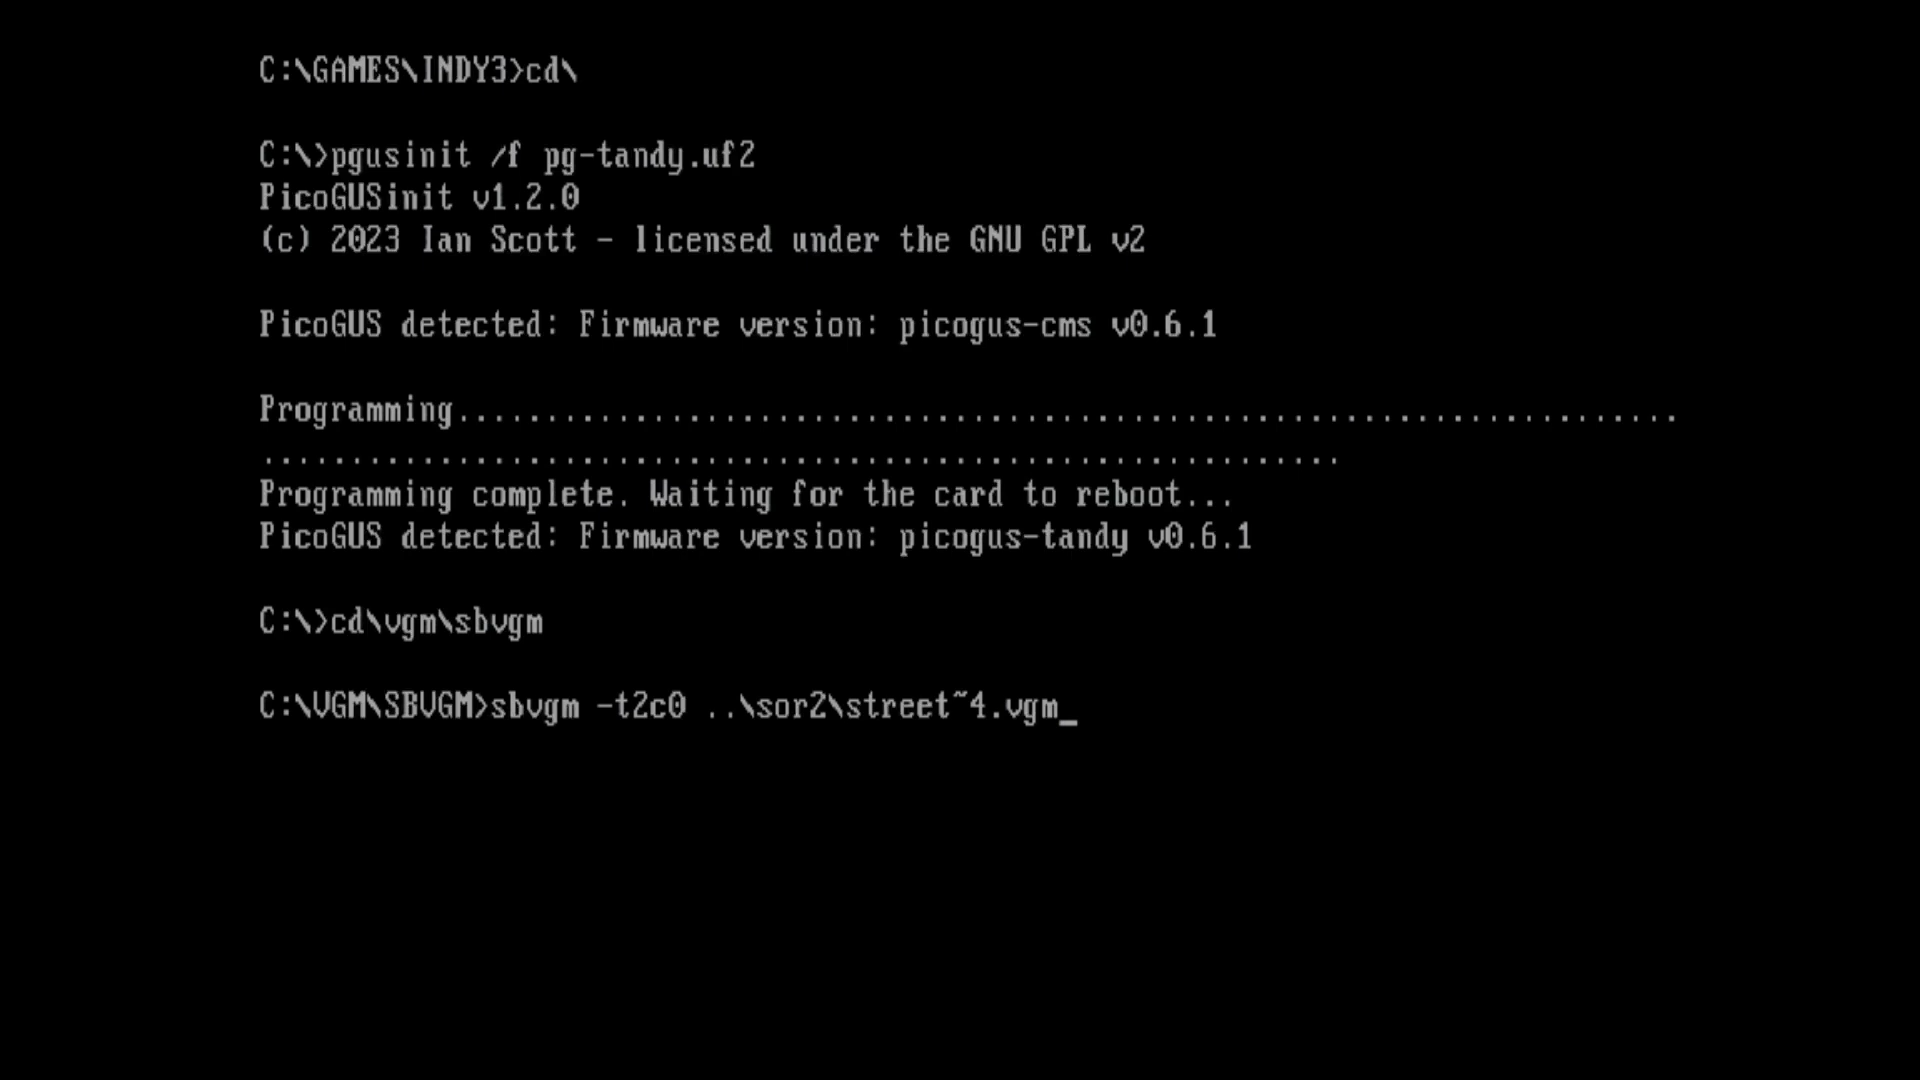 C:\GAMES\INDY3>cd\
C:\>pgusinit /f pg-tandy.uf2
PicoGUSinit v1.2.0
(c) 2023 Ian Scott - licensed under the GNU GPL v2
PicoGUS detected: Firmware version: picogus-cms v0.6.1
Programming.....................................................................
.............................................................
Programming complete. Waiting for the card to reboot...
PicoGUS detected: Firmware version: picogus-tandy v0.6.1
C:\>cd\vgm\sbvgm
C:\VGM\SBVGM>sbvgm -t2c0 ..\sor2\street~4.vgm_